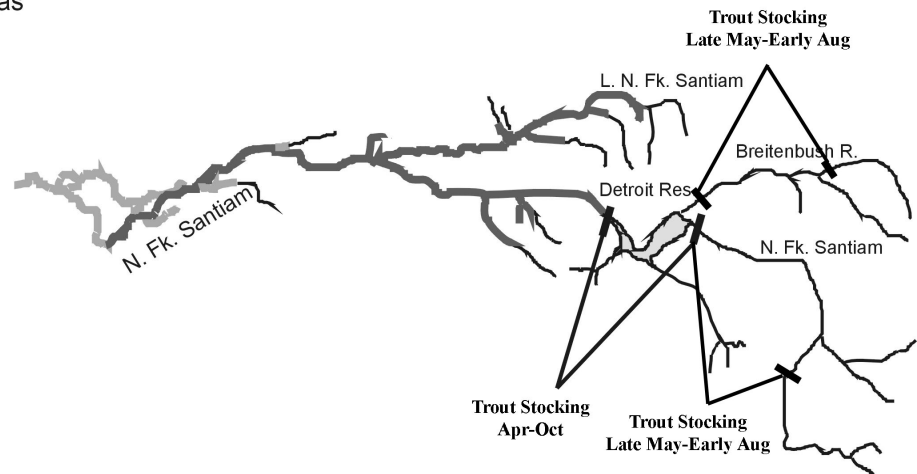 as
Trout Stocking
Late May-Early Aug
L. N. Fk. Santiam
Breitenbush R.
Detroit Res
N. Fk. Santiam
N. Fk. Santiam
Trout Stocking
Apr-Oct
Trout Stocking
Late May-Early Aug